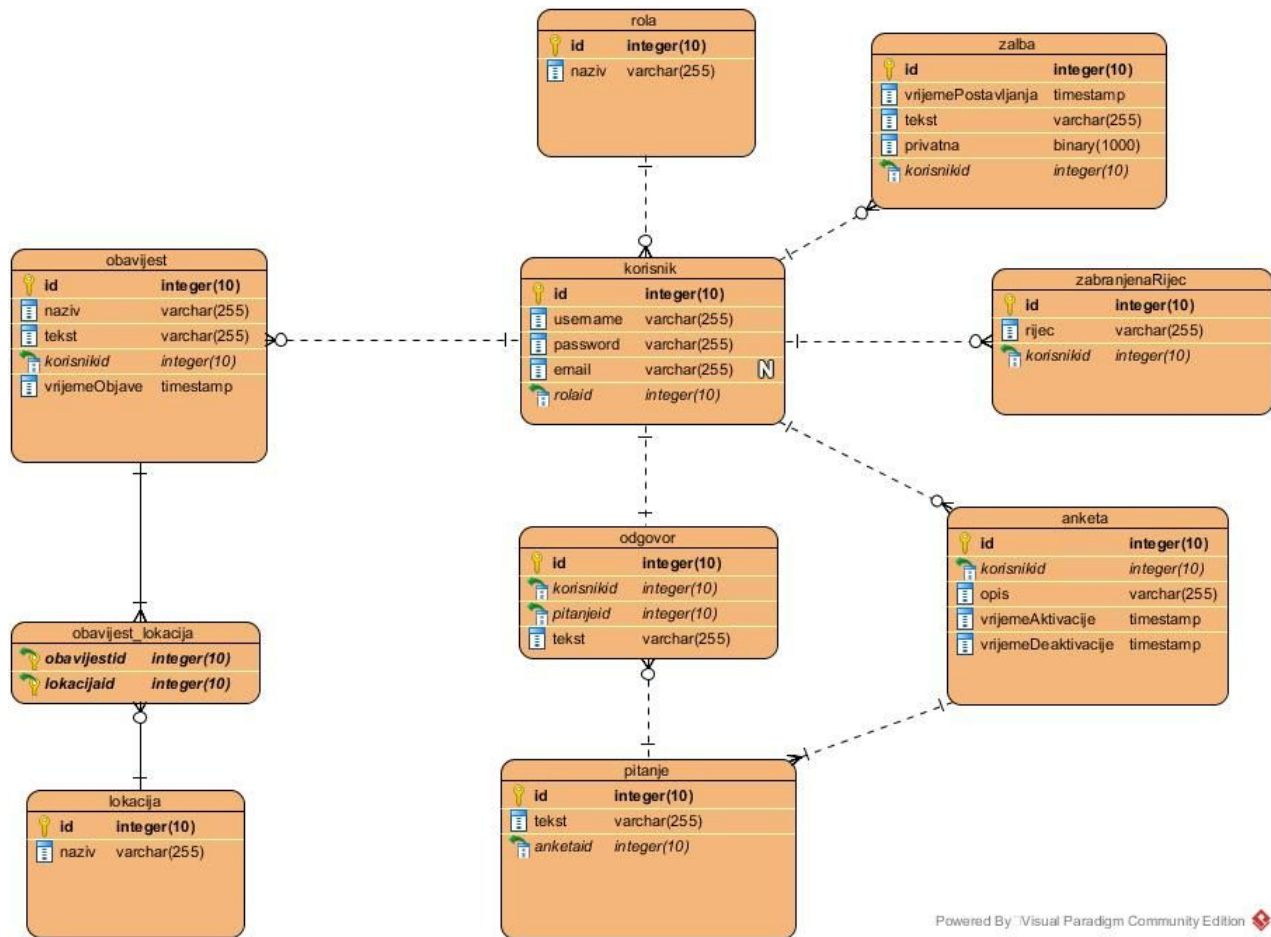 rola
id integer(10)
naziv varchar(255)
zalba
id integer(10)
vrijemePostavljanja timestamp
tekst varchar(255)
privatna binary(1000)
korisnikid integer(10)
obavijest
id integer(10)
naziv varchar(255)
tekst varchar(255)
korisnikid integer(10)
vrijemeObjave timestamp
korisnik
id integer(10)
username varchar(255)
password varchar(255)
email varchar(255) N
rolaid integer(10)
zabranjenaRijec
id integer(10)
rijec varchar(255)
korisnikid integer(10)
odgovor
id integer(10)
korisnikid integer(10)
pitanjeid integer(10)
tekst varchar(255)
anketa
id integer(10)
korisnikid integer(10)
opis varchar(255)
vrijemeAktivacije timestamp
vrijemeDeaktivacije timestamp
obavijest_lokacija
obavijestid integer(10)
lokacijaid integer(10)
lokacija
id integer(10)
naziv varchar(255)
pitanje
id integer(10)
tekst varchar(255)
anketaid integer(10)
Powered By Visual Paradigm Community Edition